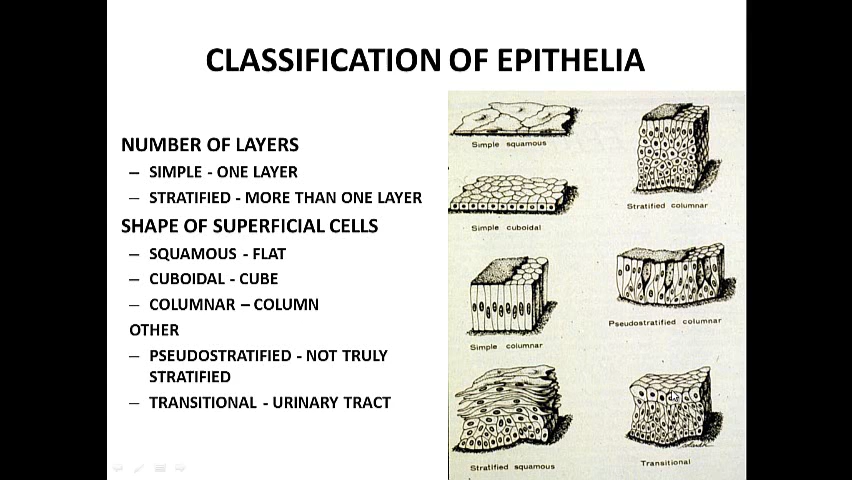 CLASSIFICATION OF EPITHELIA
NUMBER OF LAYERS
– SIMPLE - ONE LAYER
– STRATIFIED - MORE THAN ONE LAYER
SHAPE OF SUPERFICIAL CELLS
– SQUAMOUS - FLAT
– CUBOIDAL - CUBE
– COLUMNAR – COLUMN
OTHER
– PSEUDOSTRATIFIED - NOT TRULY
STRATIFIED
– TRANSITIONAL - URINARY TRACT
Simple squamous
Simple cuboidal
Simple columnar
Stratified squamous
Stratified columnar
Pseudostratified columnar
Transitional